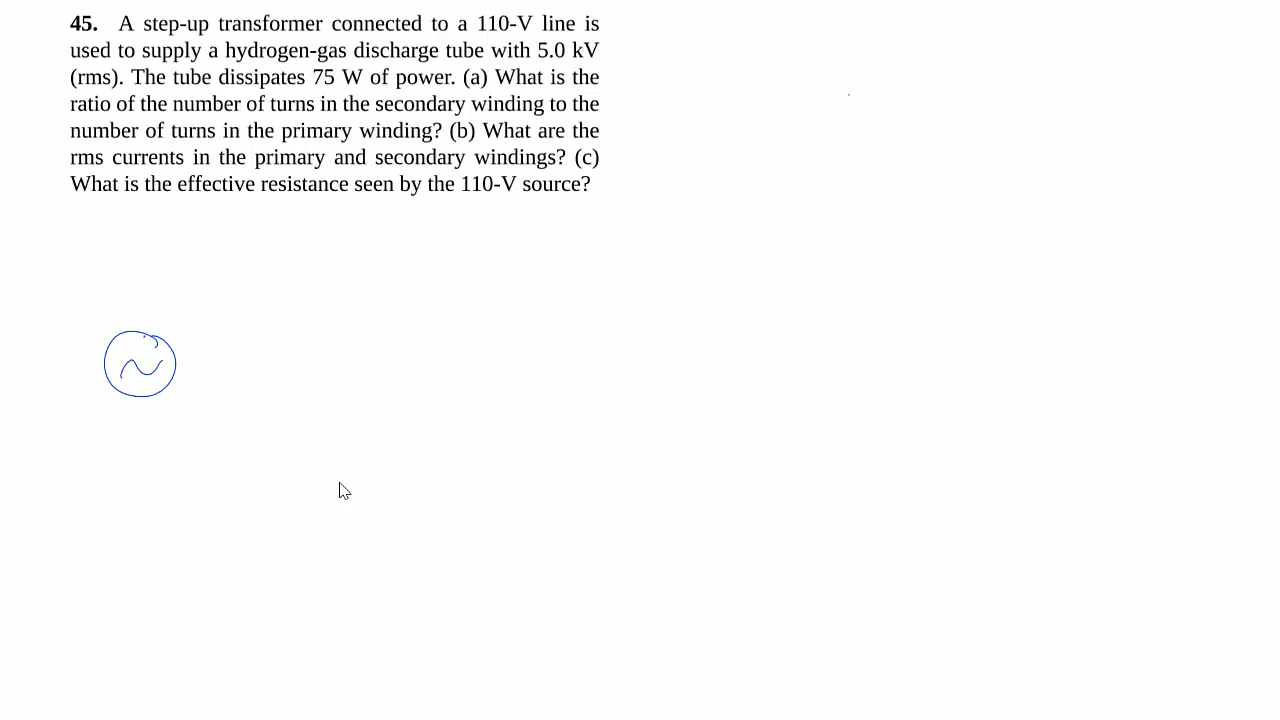 45. A step-up transformer connected to a 110-V line is
used to supply a hydrogen-gas discharge tube with 5.0 kV
(rms). The tube dissipates 75 W of power. (a) What is the
ratio of the number of turns in the secondary winding to the
number of turns in the primary winding? (b) What are the
rms currents in the primary and secondary windings? (c)
What is the effective resistance seen by the 110-V source?